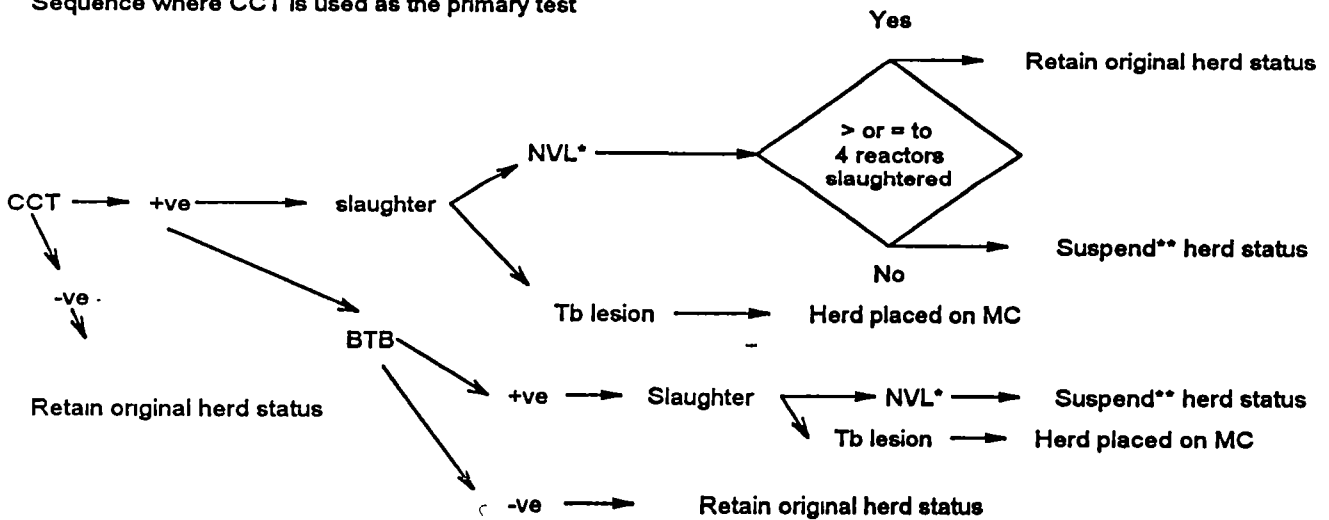 Sequence where CCT is used as the primary test
Yes
Retain original herd status
> or = to
4 reactors
slaughtered
NVL*
CCT
+ve
slaughter
Suspend** herd status
No
-ve
Tb lesion
Herd placed on MC
BTB
Retain original herd status
+ve
Slaughter
NVL*
Suspend** herd status
Tb lesion
Herd placed on MC
-ve
Retain original herd status